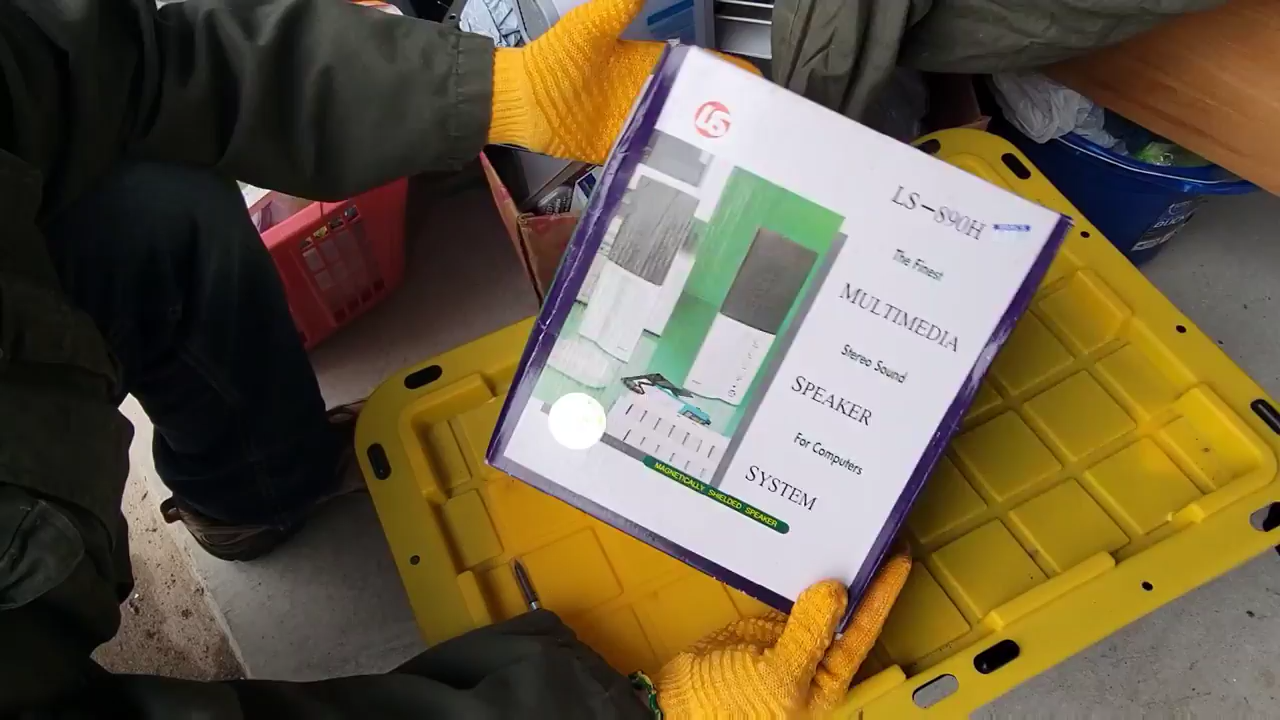 LS
LS-890H
The Finest
MULTIMEDIA
Stereo Sound
SPEAKER
For Computers
SYSTEM
MAGNETICALLY SHIELDED SPEAKER